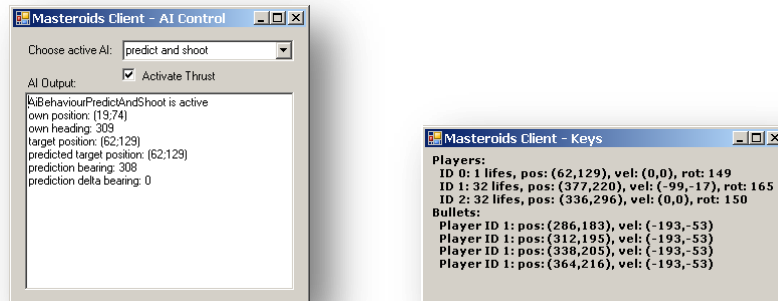 Masteroids Client - AI Control
Choose active AI: predict and shoot
Activate Thrust
AI Output:
AiBehaviourPredictAndShoot is active
own position: (19;74)
own heading: 309
target position: (62;129)
predicted target position: (62;129)
prediction bearing: 308
prediction delta bearing: 0
Masteroids Client - Keys
Players:
ID 0: 1 lifes, pos: (62,129), vel: (0,0), rot: 149
ID 1: 32 lifes, pos: (377,220), vel: (-99,-17), rot: 165
ID 2: 32 lifes, pos: (336,296), vel: (0,0), rot: 150
Bullets:
Player ID 1: pos: (286,183), vel: (-193,-53)
Player ID 1: pos: (312,195), vel: (-193,-53)
Player ID 1: pos: (338,205), vel: (-193,-53)
Player ID 1: pos: (364,216), vel: (-193,-53)